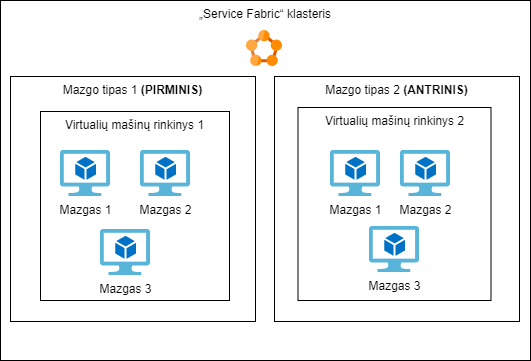 „Service Fabric“ klasteris
Mazgo tipas 1 (PIRMINIS)
Virtualių mašinų rinkinys 1
Mazgas 1
Mazgas 2
Mazgas 3
Mazgo tipas 2 (ANTRINIS)
Virtualių mašinų rinkinys 2
Mazgas 1
Mazgas 2
Mazgas 3